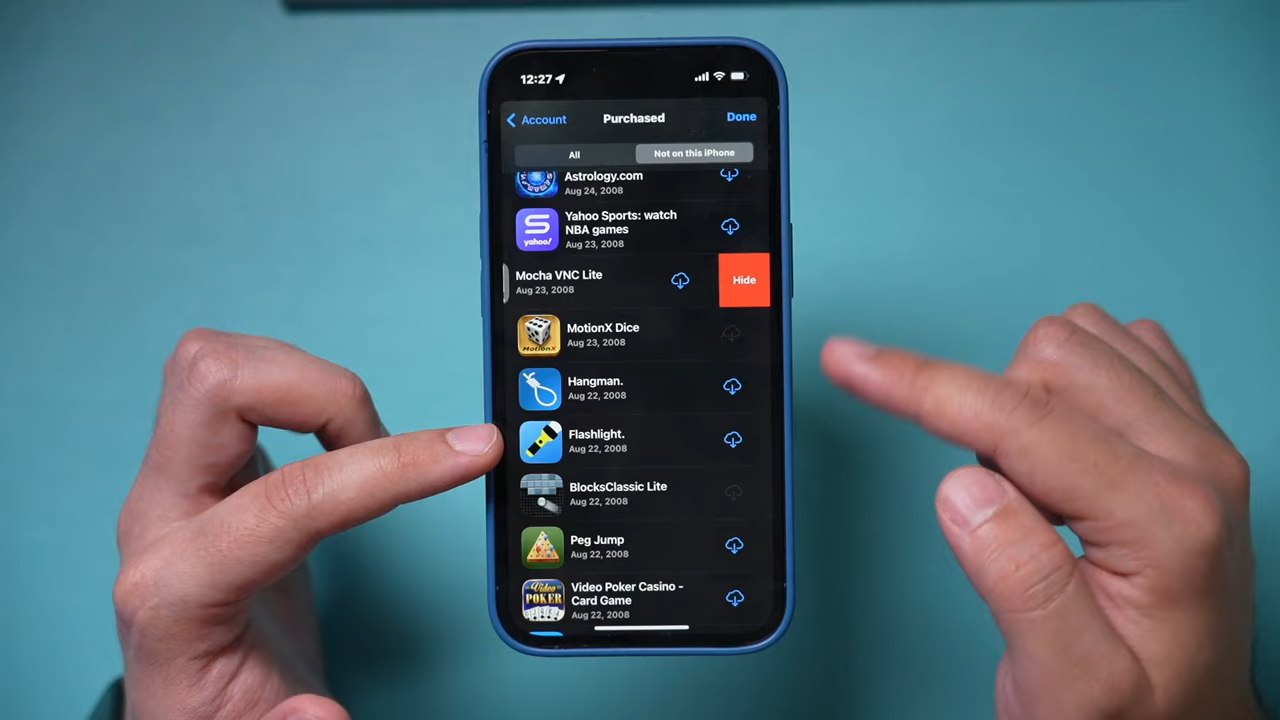 12:27
Account
Purchased
Done
All
Not on this iPhone
Astrology.com
Aug 24, 2008
Yahoo Sports: watch
NBA games
Aug 23, 2008
yahoo!
Mocha VNC Lite
Aug 23, 2008
Hide
MotionX Dice
Aug 23, 2008
MotionX
Hangman.
Aug 22, 2008
Flashlight.
Aug 22, 2008
BlocksClassic Lite
Aug 22, 2008
Peg Jump
Aug 22, 2008
Video Poker Casino -
Card Game
Aug 22, 2008
Video
POKER